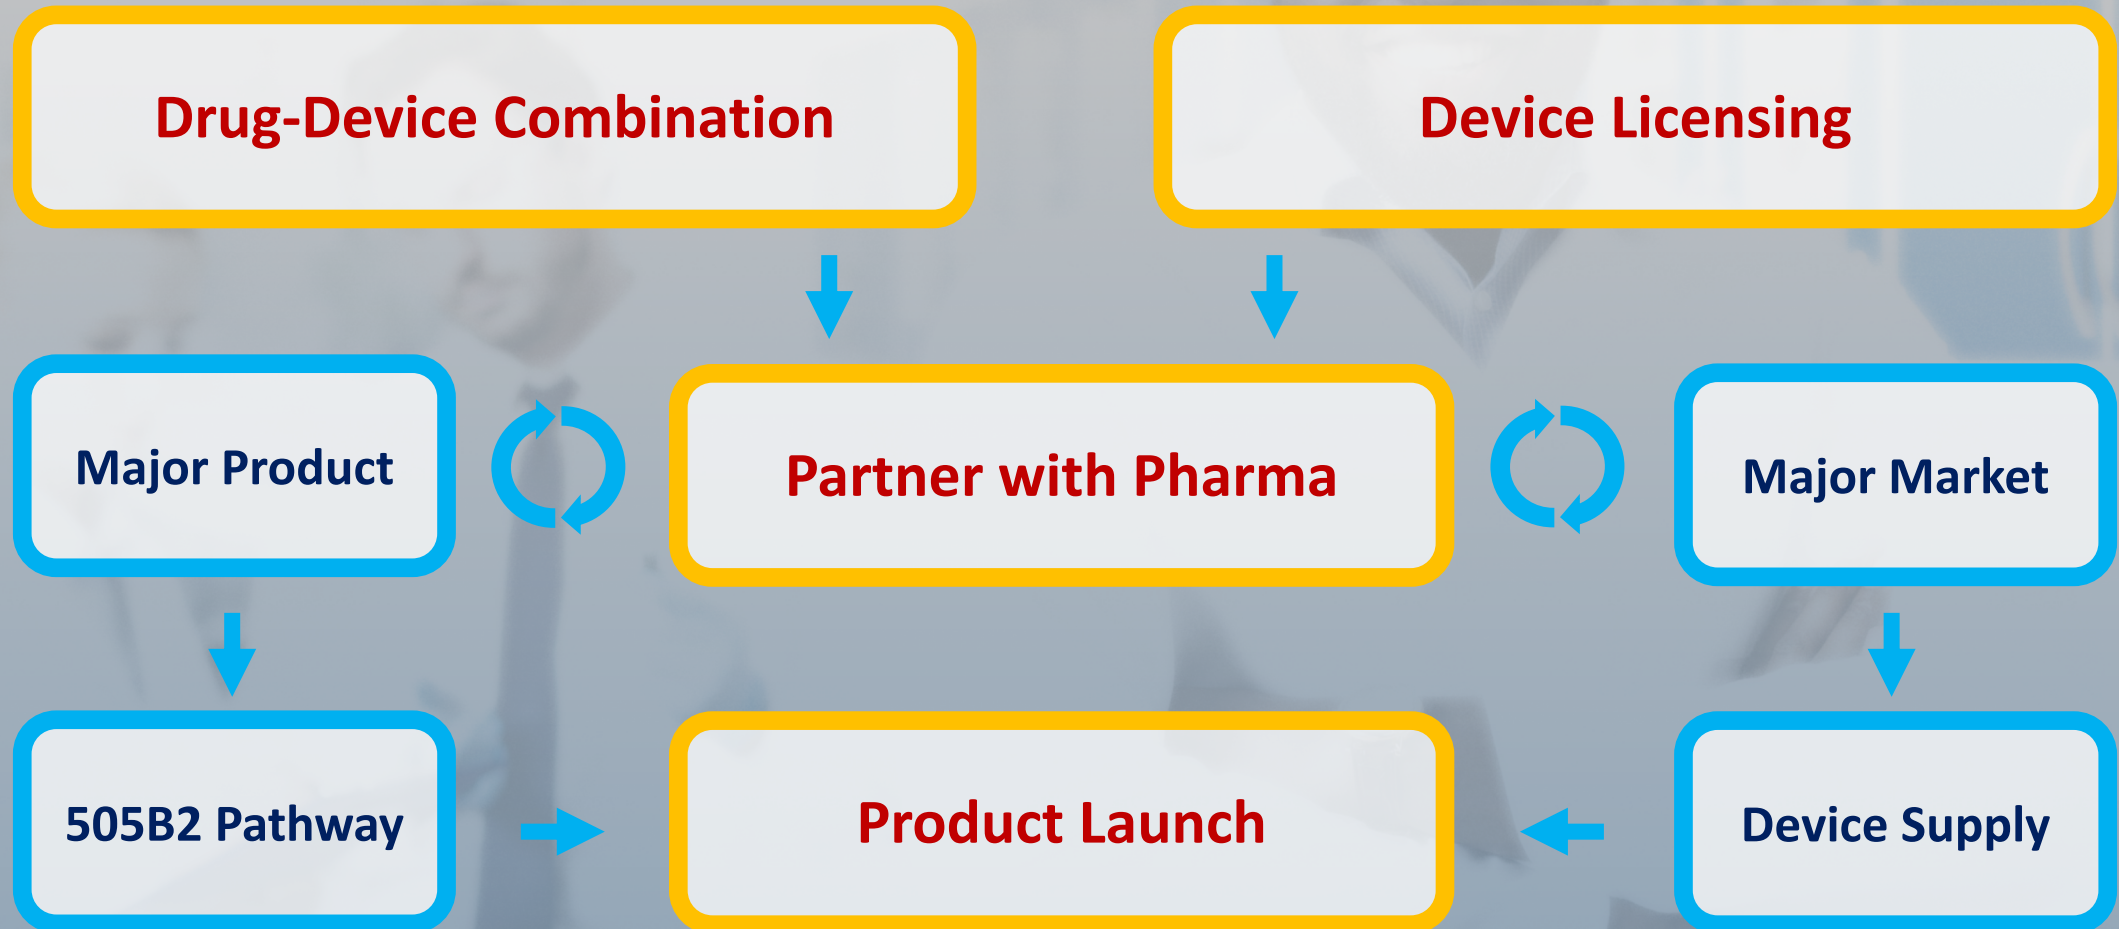 Drug-Device Combination
Device Licensing
Major Product
Partner with Pharma
Major Market
505B2 Pathway
Product Launch
Device Supply